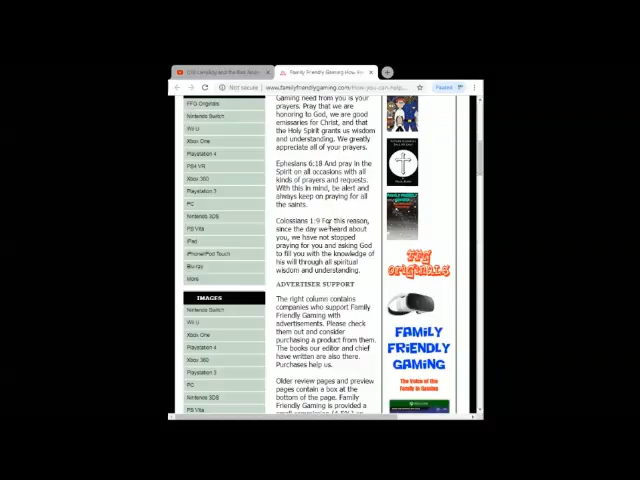 Family Friendly Gaming How
Not secure
www.familyfriendlygaming.com/How-you-can-help...
Paused
FFG Originals
Nintendo Switch
Wii U
Xbox One
Playstation 4
PS4 VR
Xbox 360
Playstation 3
PC
Nintendo 3DS
PS Vita
iPad
iPhone/iPod Touch
Blu-ray
More
IMAGES
Nintendo Switch
Wii U
Xbox One
Playstation 4
Xbox 360
Playstation 3
PC
Nintendo 3DS
PS Vita
Gaming need from you is your
prayers. Pray that we are
honoring to God, we are good
emissaries for Christ, and that
the Holy Spirit grants us wisdom
and understanding. We greatly
appreciate all of your prayers.
Ephesians 6:18 And pray in the
Spirit on all occasions with all
kinds of prayers and requests.
With this in mind, be alert and
always keep on praying for all
the saints.
Colossians 1:9 For this reason,
since the day we heard about
you, we have not stopped
praying for you and asking God
to fill you with the knowledge of
his will through all spiritual
wisdom and understanding.
ADVERTISER SUPPORT
The right column contains
companies who support Family
Friendly Gaming with
advertisements. Please check
them out and consider
purchasing a product from them.
The books our editor and chief
have written are also there.
Purchases help us.
Older review pages and preview
pages contain a box at the
bottom of the page. Family
Friendly Gaming is provided a
FFG
ORIGINALS
FAMILY
FRIENDLY
GAMING
The Voice of the
Family in Gaming